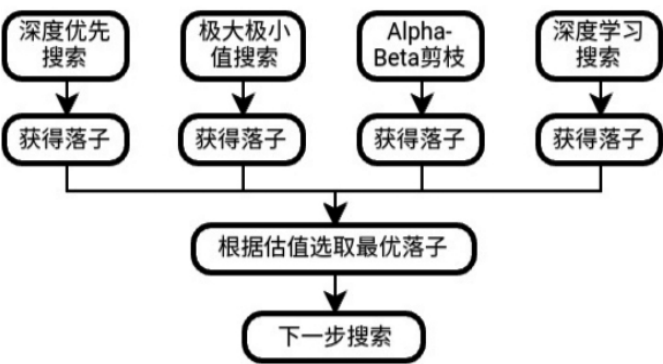 深度优先
搜索
极大极小
值搜索
Alpha-
Beta剪枝
深度学习
搜索
获得落子
获得落子
获得落子
获得落子
根据估值选取最优落子
下一步搜索